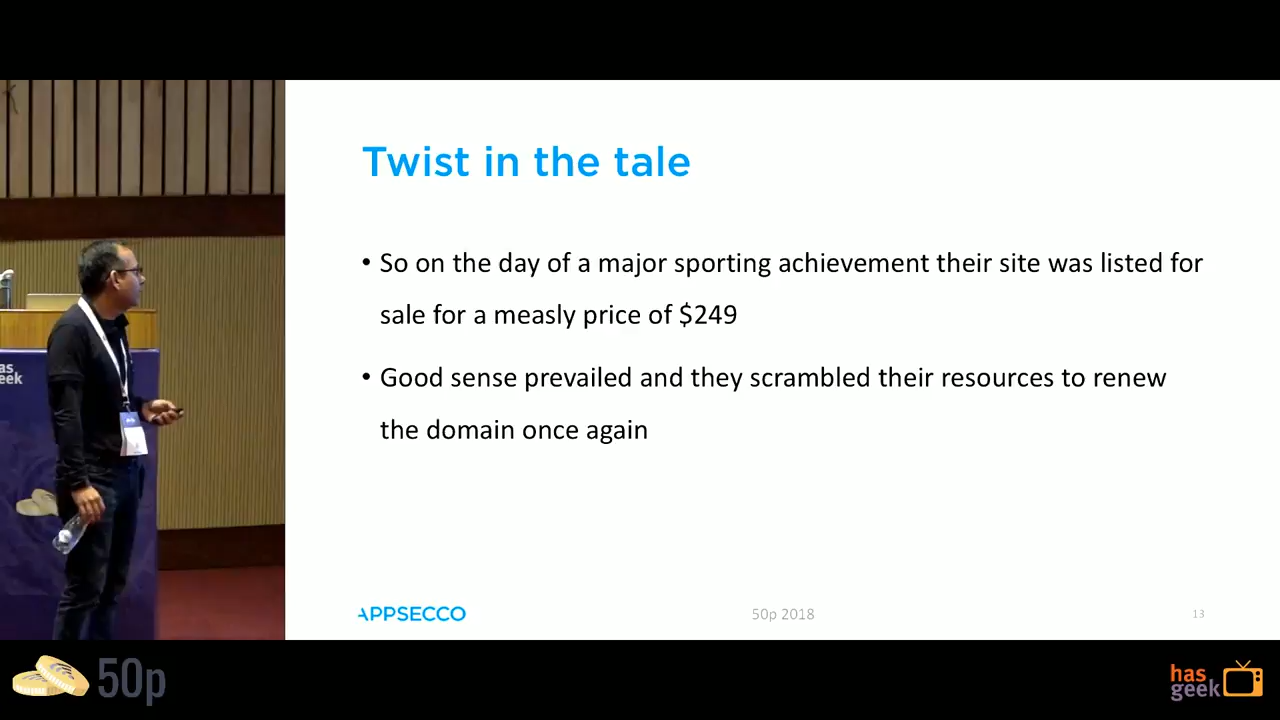 Twist in the tale
• So on the day of a major sporting achievement their site was listed for
sale for a measly price of $249
• Good sense prevailed and they scrambled their resources to renew
the domain once again
APPSECCO
50p 2018
13
as
eek
50p
has
geek